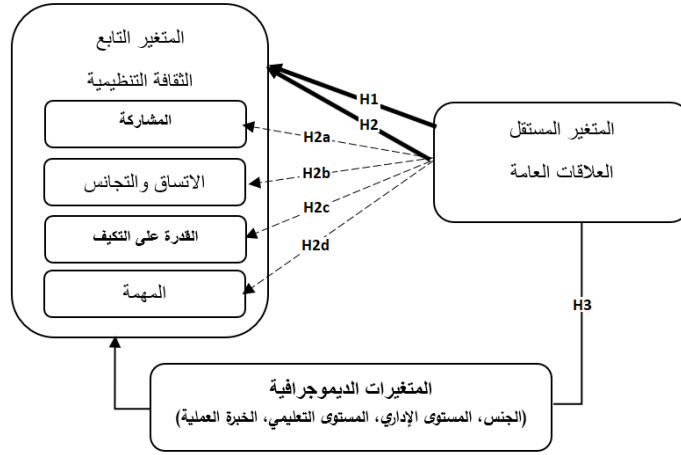 المتغير التابع
الثقافة التنظيمية
المشاركة
الاتساق والتجانس
القدرة على التكيف
المهمة
H1
H2
H2a
H2b
H2c
H2d
المتغير المستقل
العلاقات العامة
H3
المتغيرات الديموجرافية
(الجنس، المستوى الإداري، المستوى التعليمي، الخبرة العملية)